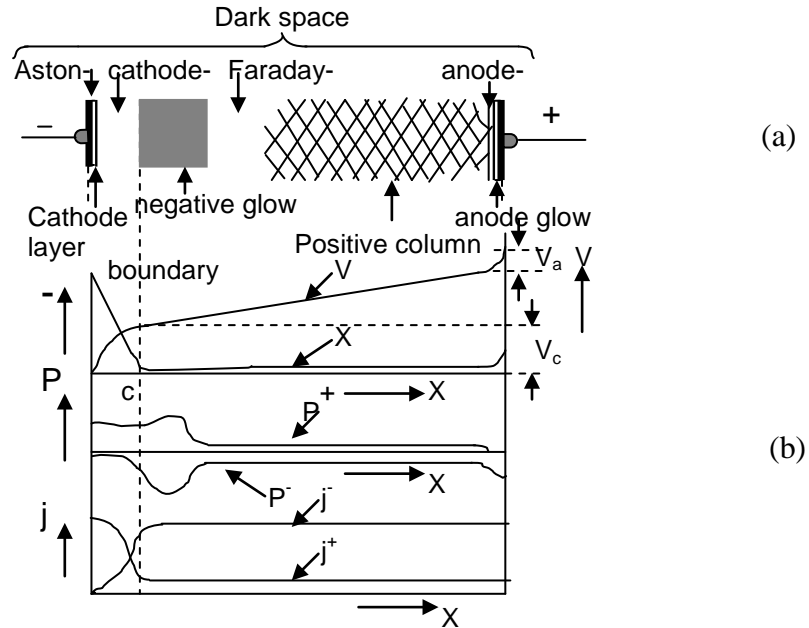 Dark space
Aston- cathode- Faraday- anode-
− +
(a)
Cathode layer
negative glow
anode glow
Positive column
boundary
V
Va V
-
X
Vc
P
c
X
P+
(b)
X
P-
j
j-
j+
X